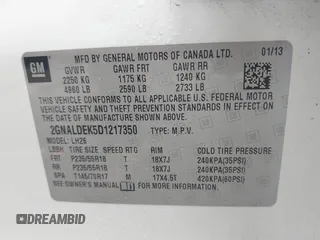 GM
MFD BY GENERAL MOTORS OF CANADA LTD.
01/13
GVWR GAWR FRT GAWR RR
2250 KG 1175 KG 1240 KG
4960 LB 2590 LB 2733 LB
THIS VEHICLE CONFORMS TO ALL APPLICABLE U.S. FEDERAL MOTOR
VEHICLE SAFETY AND THEFT PREVENTION STANDARDS IN EFFECT
ON THE DATE OF MANUFACTURE SHOWN ABOVE.
2GNALDEK5D1217350 TYPE: M.P.V.
MODEL: LH26
TIRE SIZE SPEED RTG RIM COLD TIRE PRESSURE
FRT P235/55R18 T 18X7J 240KPA(35PSI)
RR P235/55R18 T 18X7J 240KPA(35PSI)
SPA T145/70R17 M 17X4.5T 420KPA(60PSI)
SEE OWNER'S MANUAL FOR MORE INFORMATION.
© AutoBidMaster.com